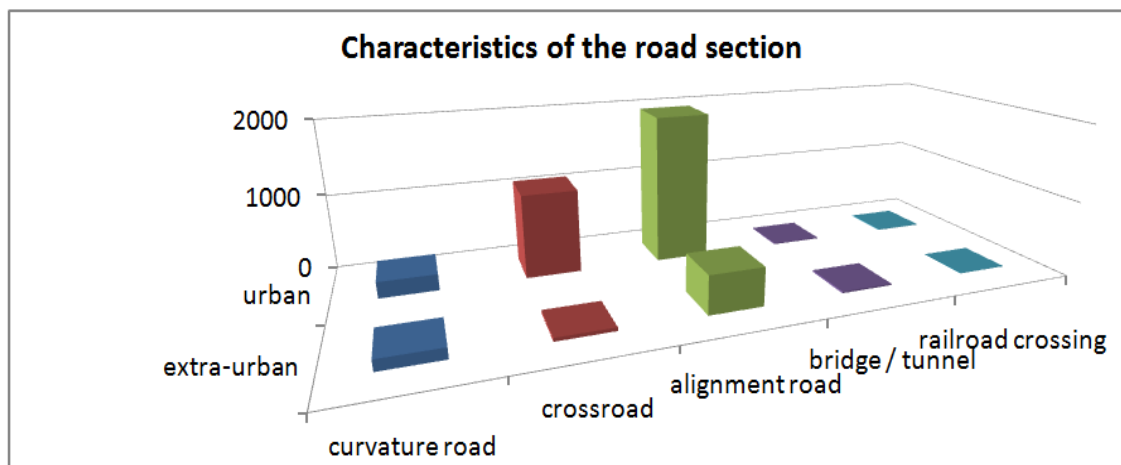 Characteristics of the road section
2000
1000
0
urban
extra-urban
railroad crossing
bridge / tunnel
alignment road
crossroad
curvature road